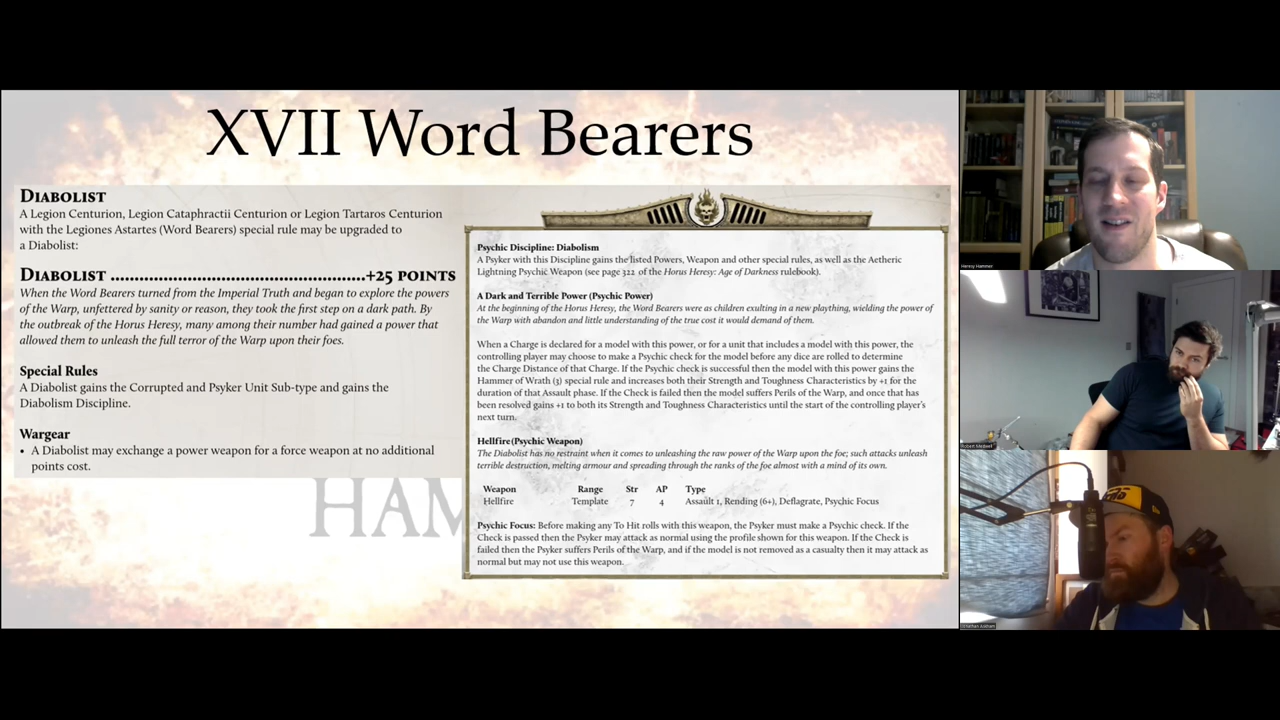 XVII Word Bearers
DIABOLIST
A Legion Centurion, Legion Cataphractii Centurion or Legion Tartaros Centurion
with the Legiones Astartes (Word Bearers) special rule may be upgraded to
a Diabolist:
DIABOLIST ..................................................+25 POINTS
When the Word Bearers turned from the Imperial Truth and began to explore the powers
of the Warp, unfettered by sanity or reason, they took the first step on a dark path. By
the outbreak of the Horus Heresy, many among their number had gained a power that
allowed them to unleash the full terror of the Warp upon their foes.
Special Rules
A Diabolist gains the Corrupted and Psyker Unit Sub-type and gains the
Diabolism Discipline.
Wargear
• A Diabolist may exchange a power weapon for a force weapon at no additional
points cost.
HAM
Psychic Discipline: Diabolism
A Psyker with this Discipline gains the listed Powers, Weapon and other special rules, as well as the Aetheric
Lightning Psychic Weapon (see page 322 of the Horus Heresy: Age of Darkness rulebook).
A Dark and Terrible Power (Psychic Power)
At the beginning of the Horus Heresy, the Word Bearers were as children exulting in a new plaything, wielding the power of
the Warp with abandon and little understanding of the true cost it would demand of them.
When a Charge is declared for a model with this power, or for a unit that includes a model with this power, the
controlling player may choose to make a Psychic check for the model before any dice are rolled to determine
the Charge Distance of that Charge. If the Psychic check is successful then the model with this power gains the
Hammer of Wrath (3) special rule and increases both their Strength and Toughness Characteristics by +1 for the
duration of that Assault phase. If the Check is failed then the model suffers Perils of the Warp, and once that has
been resolved gains +1 to both its Strength and Toughness Characteristics until the start of the controlling player's
next turn.
Hellfire (Psychic Weapon)
The Diabolist has no restraint when it comes to unleashing the raw power of the Warp upon the foe; such attacks unleash
terrible destruction, melting armour and spreading through the ranks of the foe almost with a mind of its own.
Weapon Range Str AP Type
Hellfire Template 7 4 Assault 1, Rending (6+), Deflagrate, Psychic Focus
Psychic Focus: Before making any To Hit rolls with this weapon, the Psyker must make a Psychic check. If the
Check is passed then the Psyker may attack as normal using the profile shown for this weapon. If the Check is
failed then the Psyker suffers Perils of the Warp, and if the model is not removed as a casualty then it may attack as
normal but may not use this weapon.
Hammer
Robert